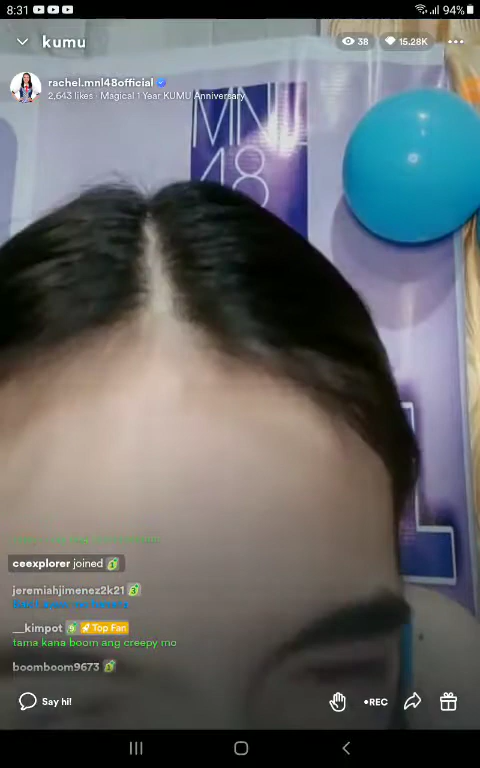 8:31
94%
kumu
38
15.28K
rachel.mnl48official
2,643 likes · Magical 1 Year KUMU Anniversary
MNL
48
ceexplorer joined
jeremiahjimenez2k21 3
__kimpot Top Fan
tama kana boom ang creepy mo
boomboom9673
Say hi!
•REC